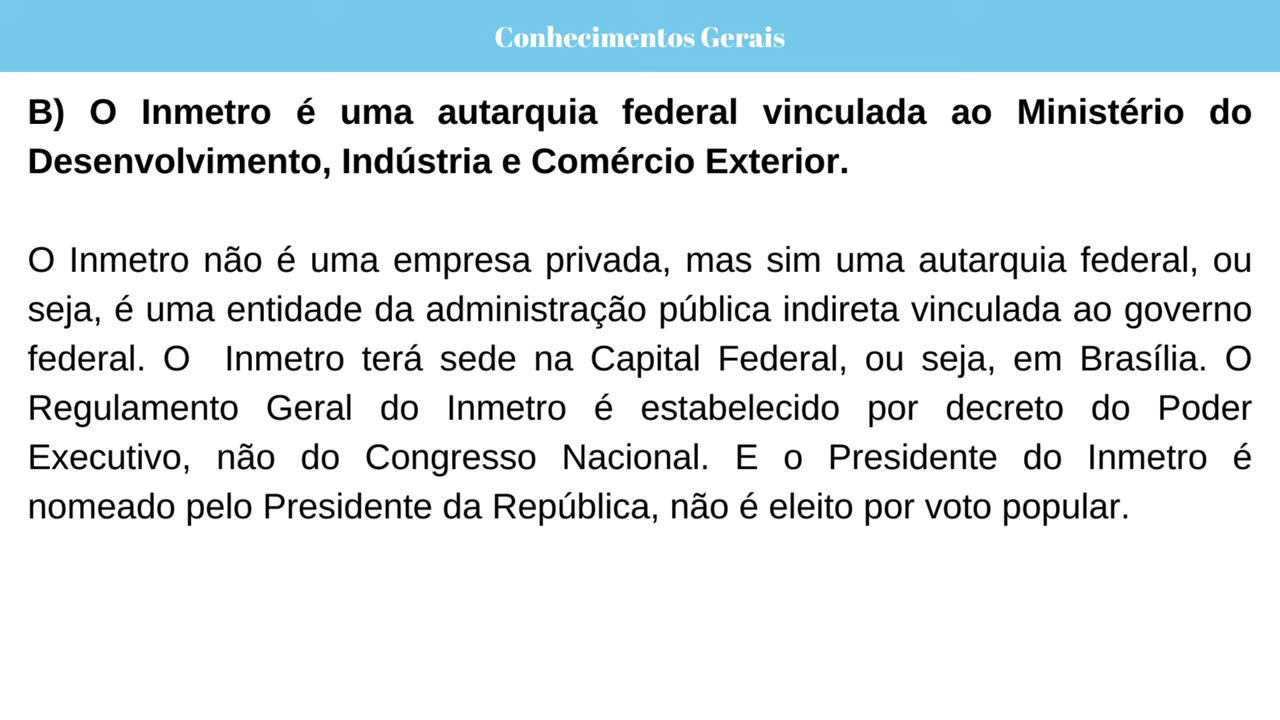 Conhecimentos Gerais
B) O Inmetro é uma autarquia federal vinculada ao Ministério do
Desenvolvimento, Indústria e Comércio Exterior.
O Inmetro não é uma empresa privada, mas sim uma autarquia federal, ou
seja, é uma entidade da administração pública indireta vinculada ao governo
federal. O Inmetro terá sede na Capital Federal, ou seja, em Brasília. O
Regulamento Geral do Inmetro é estabelecido por decreto do Poder
Executivo, não do Congresso Nacional. E o Presidente do Inmetro é
nomeado pelo Presidente da República, não é eleito por voto popular.